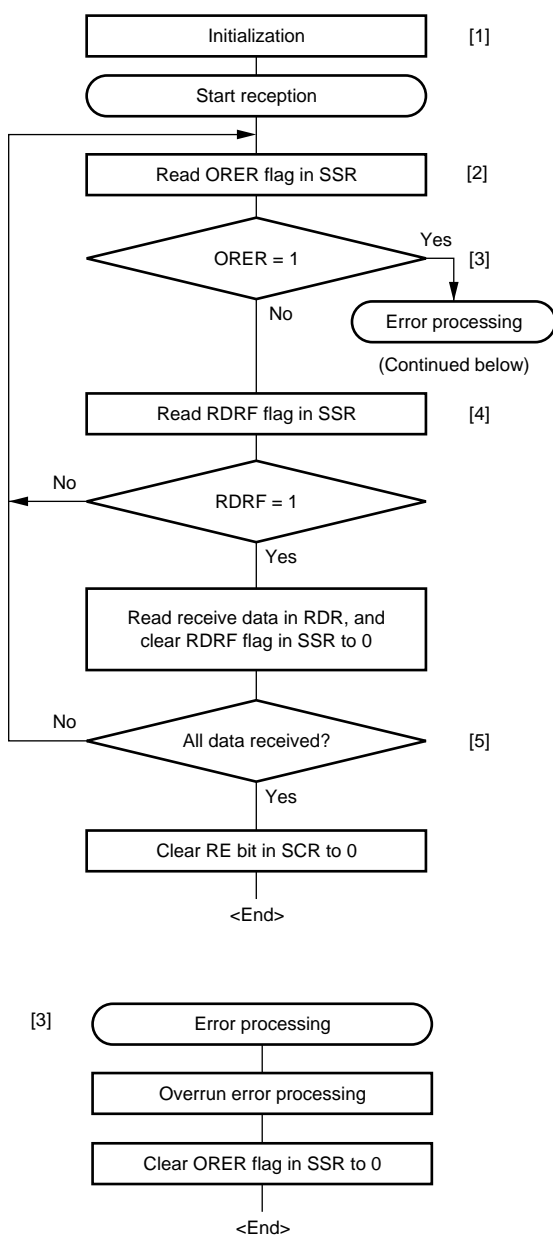 Initialization [1]
Start reception
Read ORER flag in SSR [2]
Yes
ORER = 1 [3]
No
Error processing
(Continued below)
Read RDRF flag in SSR [4]
No
RDRF = 1
Yes
Read receive data in RDR, and
clear RDRF flag in SSR to 0
No
All data received? [5]
Yes
Clear RE bit in SCR to 0
<End>
[3] Error processing
Overrun error processing
Clear ORER flag in SSR to 0
<End>